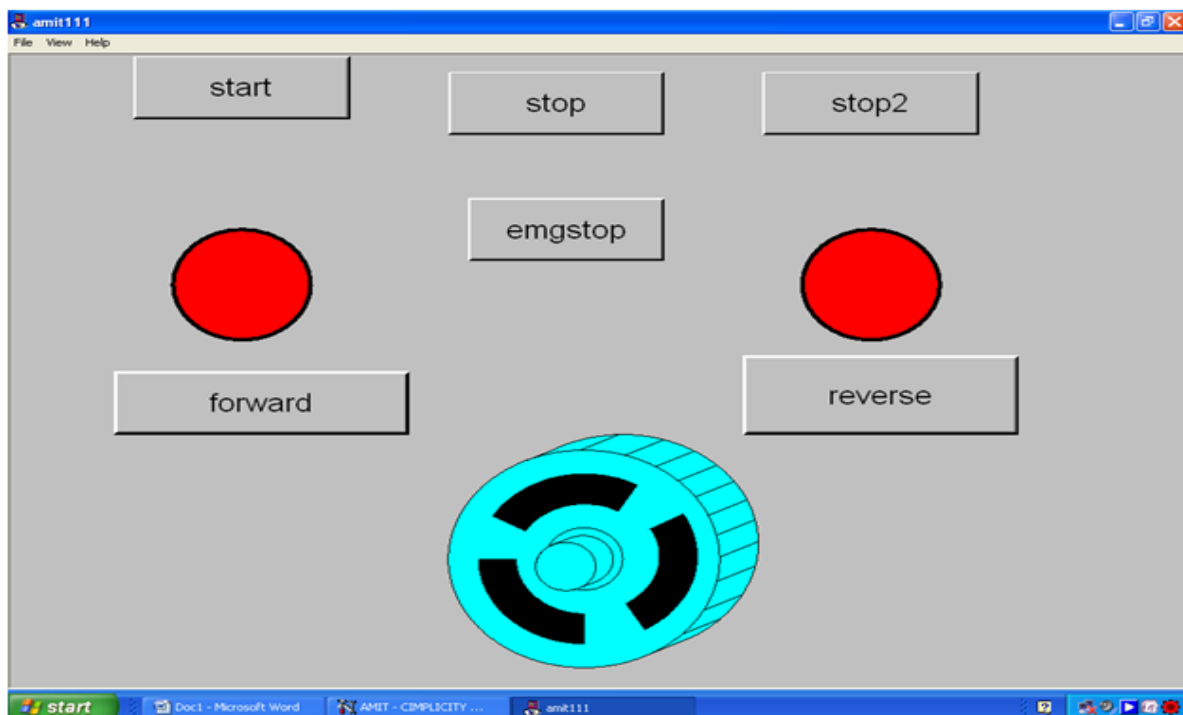 amit111
File View Help
start
stop
stop2
emgstop
forward
reverse
start
Doc1 - Microsoft Word
AMIT - CIMPLICITY ...
amit111